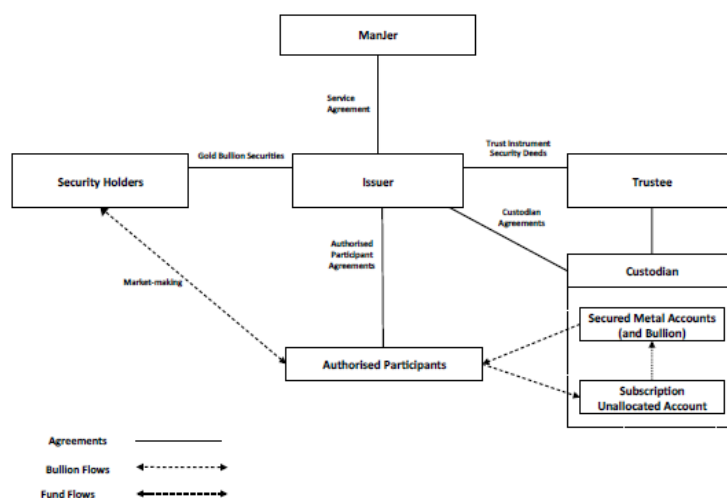 ManJer
Service
Agreement
Gold Bullion Securities
Trust Instrument
Security Deeds
Security Holders
Issuer
Trustee
Custodian
Agreements
Authorised
Participant
Agreements
Custodian
Market-making
Secured Metal Accounts
(and Bullion)
Authorised Participants
Subscription
Unallocated Account
Agreements
Bullion Flows
Fund Flows